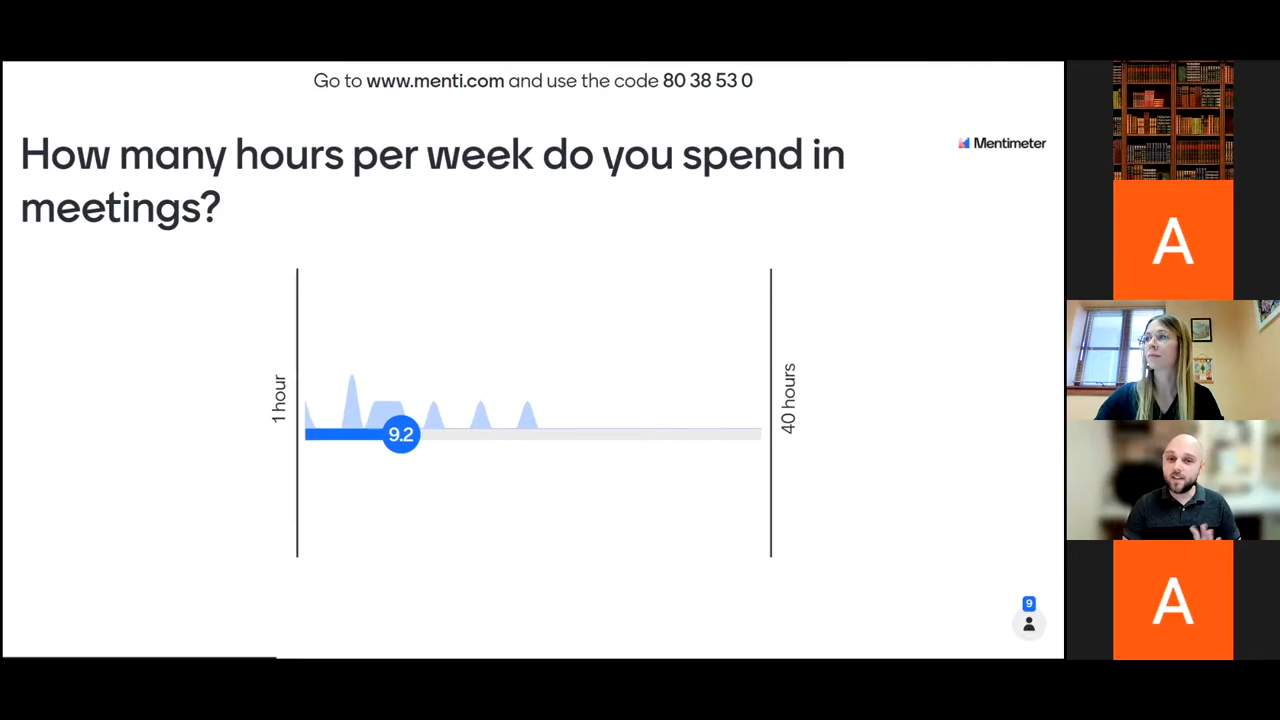 Go to www.menti.com and use the code 80 38 53 0
How many hours per week do you spend in
meetings?
Mentimeter
1 hour
9.2
40 hours
9
A
A